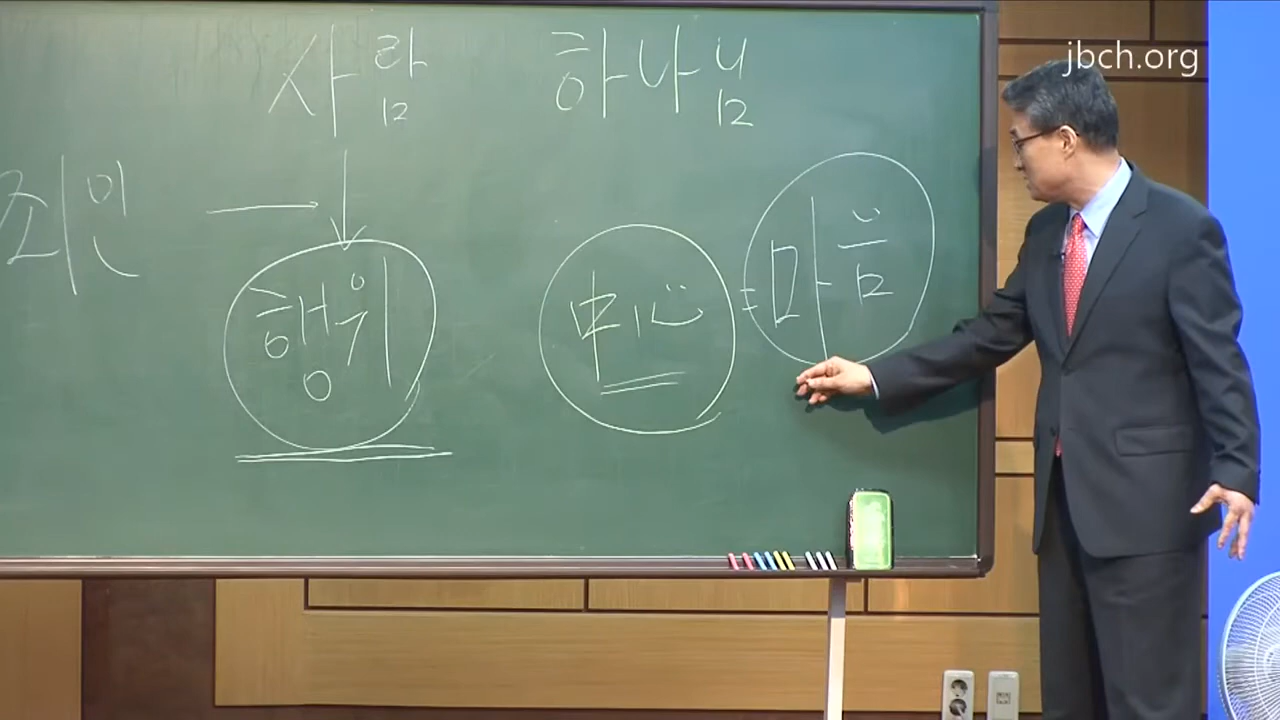 jbch.org
사람 하나님
죄인
행위 中心 = 마음